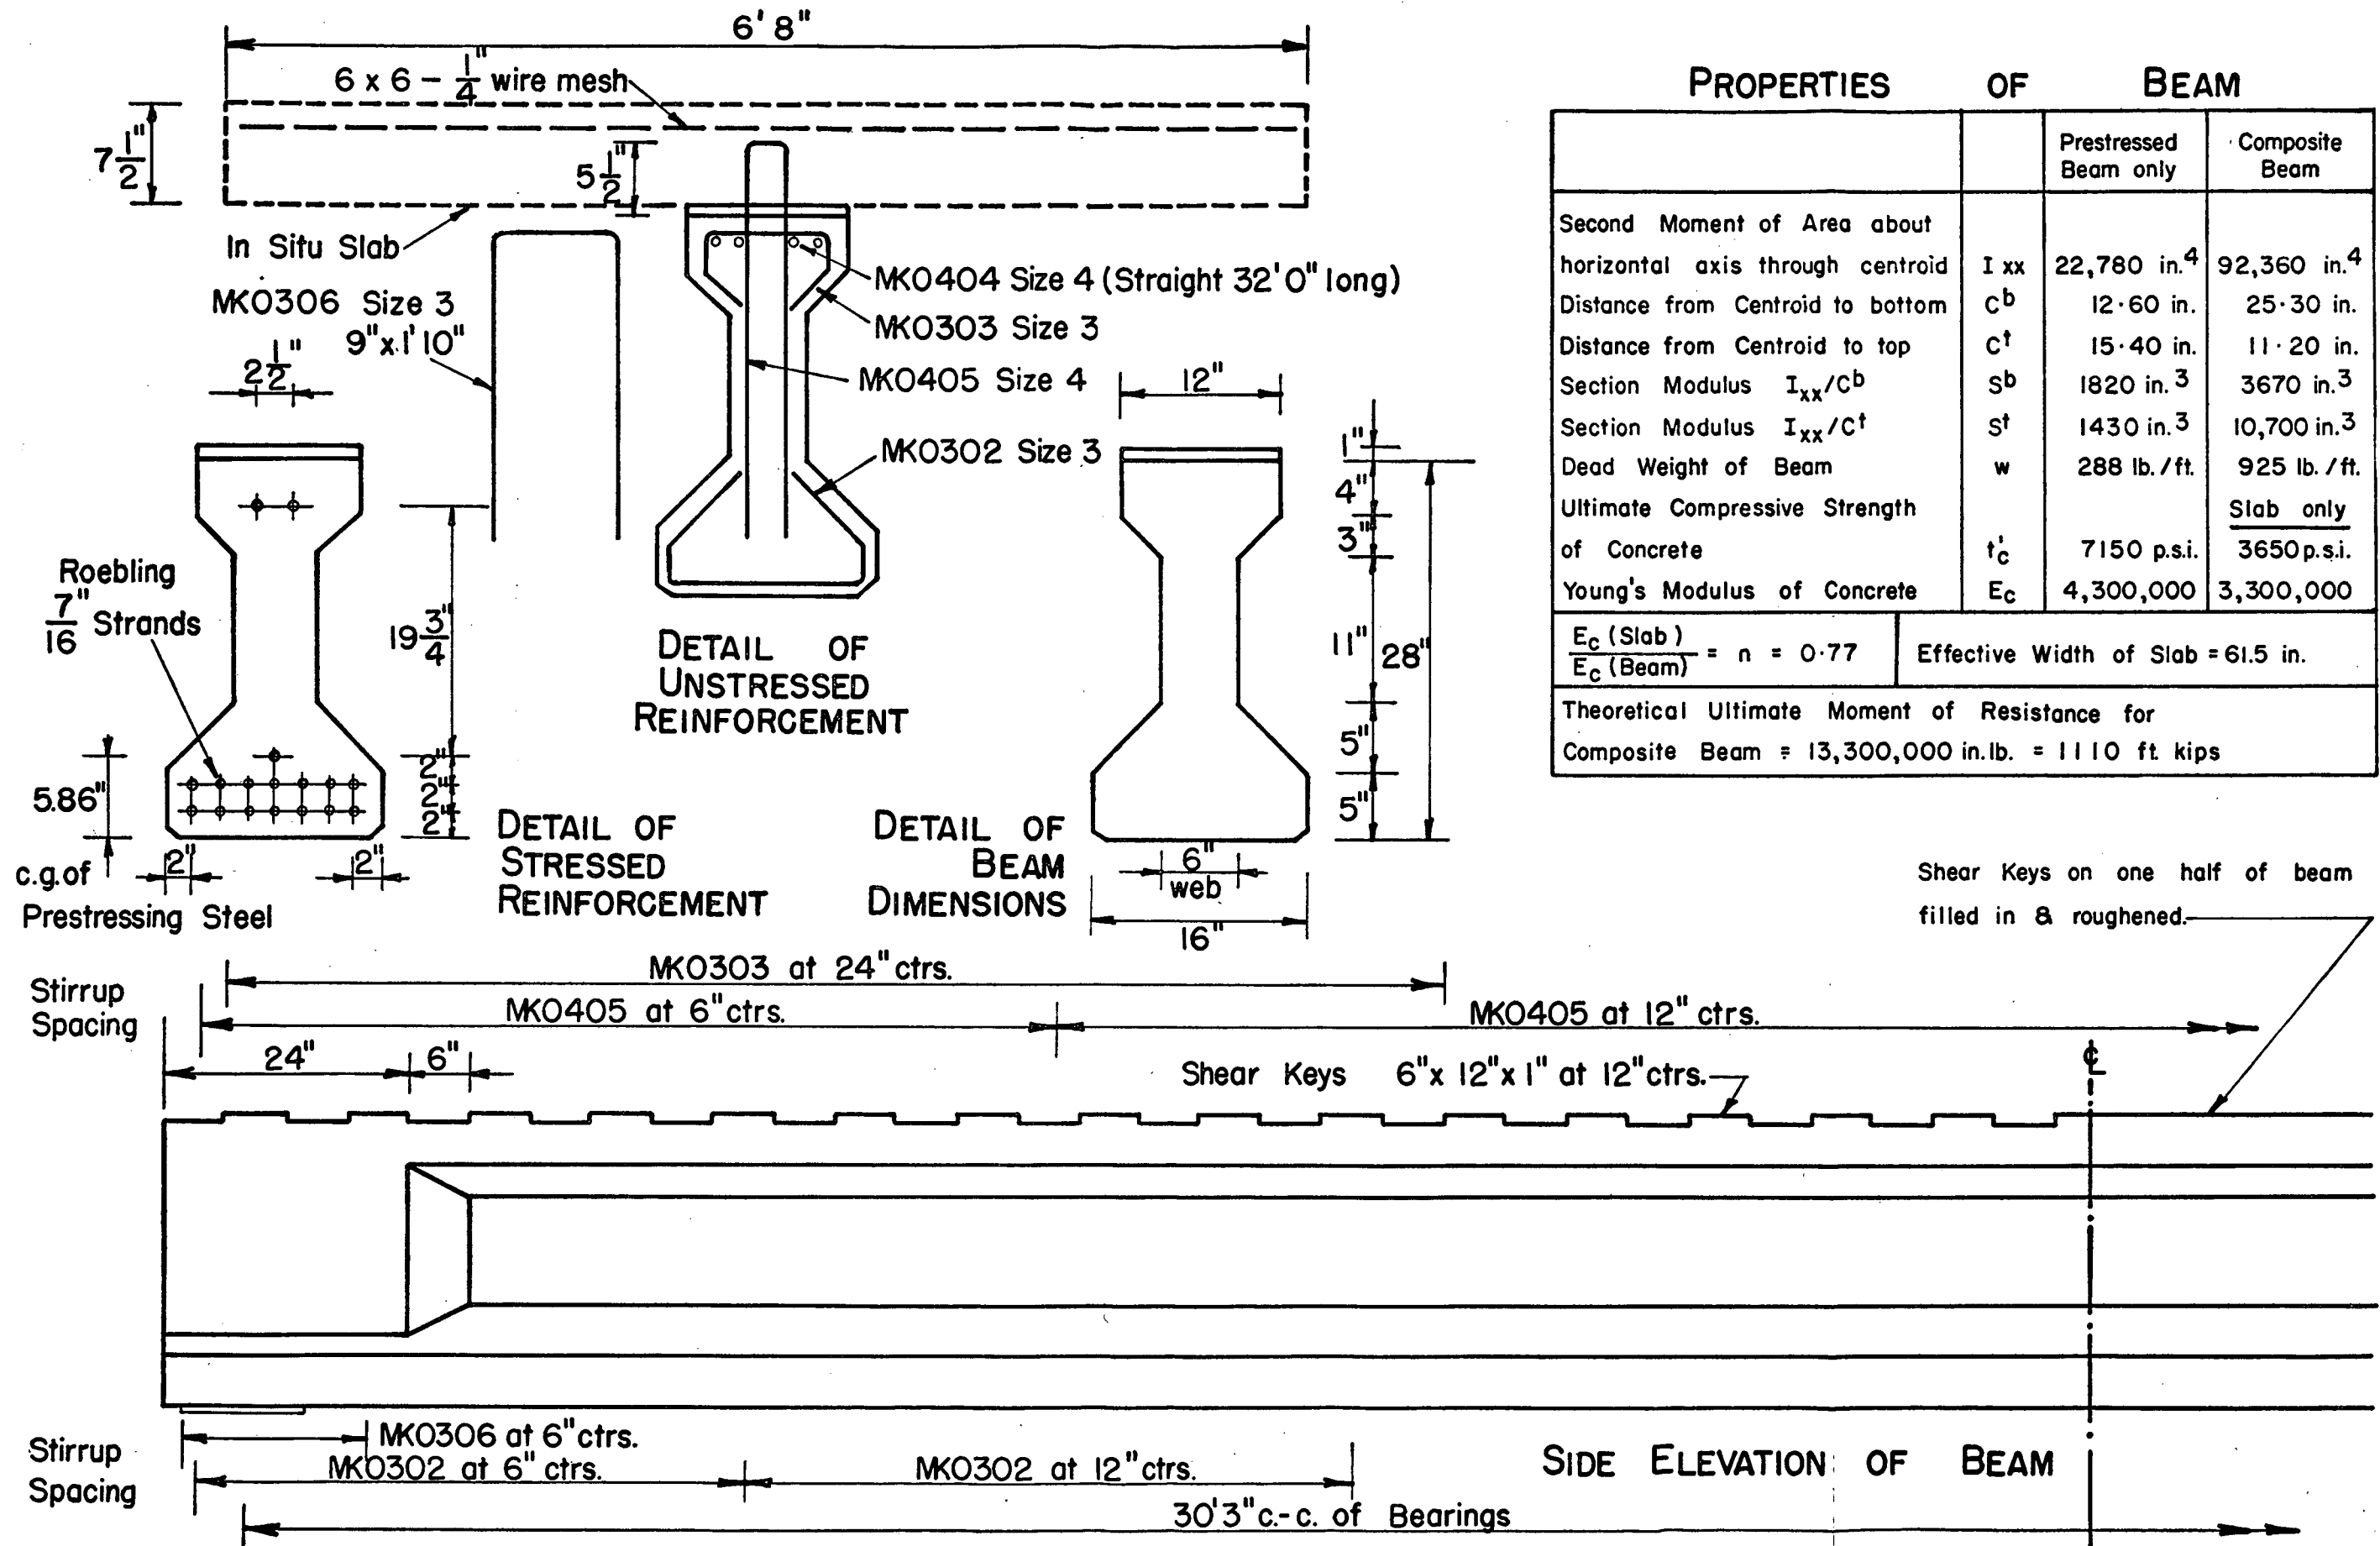 6' 8"
6 x 6 - 1/4" wire mesh
7 1/2"
5 1/2"
In Situ Slab
MK0404 Size 4 (Straight 32'0" long)
MK0306 Size 3
9" x 1'10"
MK0303 Size 3
2 1/2"
MK0405 Size 4
MK0302 Size 3
12"
1"
4"
3"
11"
28"
5"
5"
6"
web
16"
Roebling
7/16" Strands
19 3/4"
5.86"
2"
2"
2"
2"
2"
c.g. of
Prestressing Steel
DETAIL OF
UNSTRESSED
REINFORCEMENT
DETAIL OF
STRESSED
REINFORCEMENT
DETAIL OF
BEAM
DIMENSIONS
PROPERTIES OF BEAM
Prestressed Beam only
Composite Beam
Second Moment of Area about
horizontal axis through centroid I xx 22,780 in.4 92,360 in.4
Distance from Centroid to bottom Cb 12·60 in. 25·30 in.
Distance from Centroid to top Ct 15·40 in. 11·20 in.
Section Modulus Ixx/Cb Sb 1820 in.3 3670 in.3
Section Modulus Ixx/Ct St 1430 in.3 10,700 in.3
Dead Weight of Beam w 288 lb./ft. 925 lb./ft.
Ultimate Compressive Strength Slab only
of Concrete f'c 7150 p.s.i. 3650 p.s.i.
Young's Modulus of Concrete Ec 4,300,000 3,300,000
Ec (Slab)/Ec (Beam) = n = 0·77 Effective Width of Slab = 61.5 in.
Theoretical Ultimate Moment of Resistance for
Composite Beam = 13,300,000 in.lb. = 1110 ft. kips
Shear Keys on one half of beam
filled in & roughened.
Stirrup
Spacing
MK0303 at 24" ctrs.
MK0405 at 6" ctrs.
MK0405 at 12" ctrs.
24"
6"
Shear Keys 6" x 12" x 1" at 12" ctrs.
CL
Stirrup
Spacing
MK0306 at 6" ctrs.
MK0302 at 6" ctrs.
MK0302 at 12" ctrs.
30'3" c.-c. of Bearings
SIDE ELEVATION OF BEAM